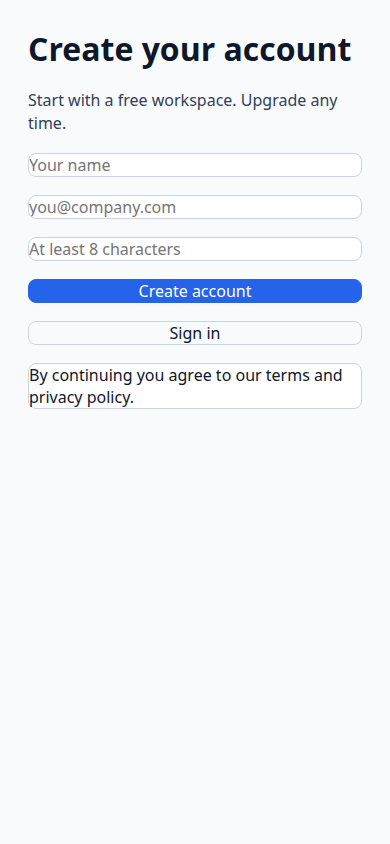 Create your account
Start with a free workspace. Upgrade any
time.
Your name
you@company.com
At least 8 characters
Create account
Sign in
By continuing you agree to our terms and
privacy policy.